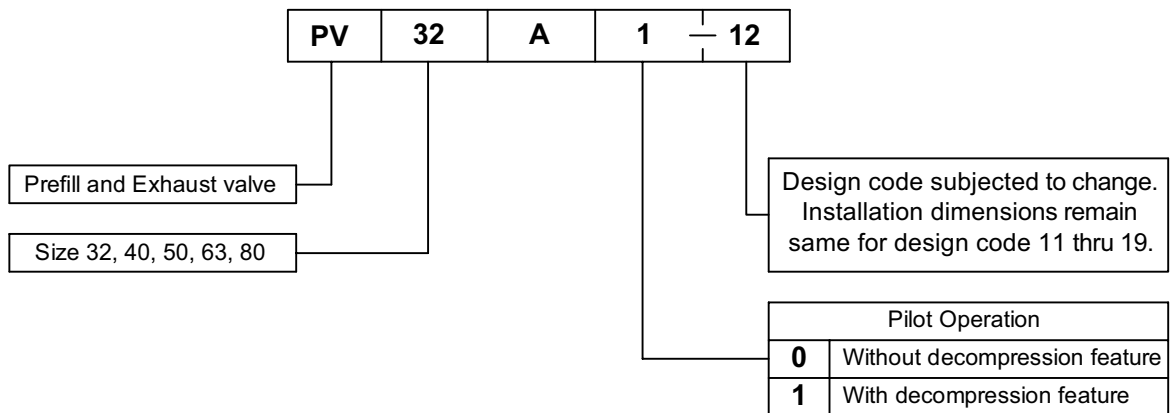 PV 32 A 1 — 12
Prefill and Exhaust valve
Size 32, 40, 50, 63, 80
Design code subjected to change.
Installation dimensions remain
same for design code 11 thru 19.
Pilot Operation
0 Without decompression feature
1 With decompression feature